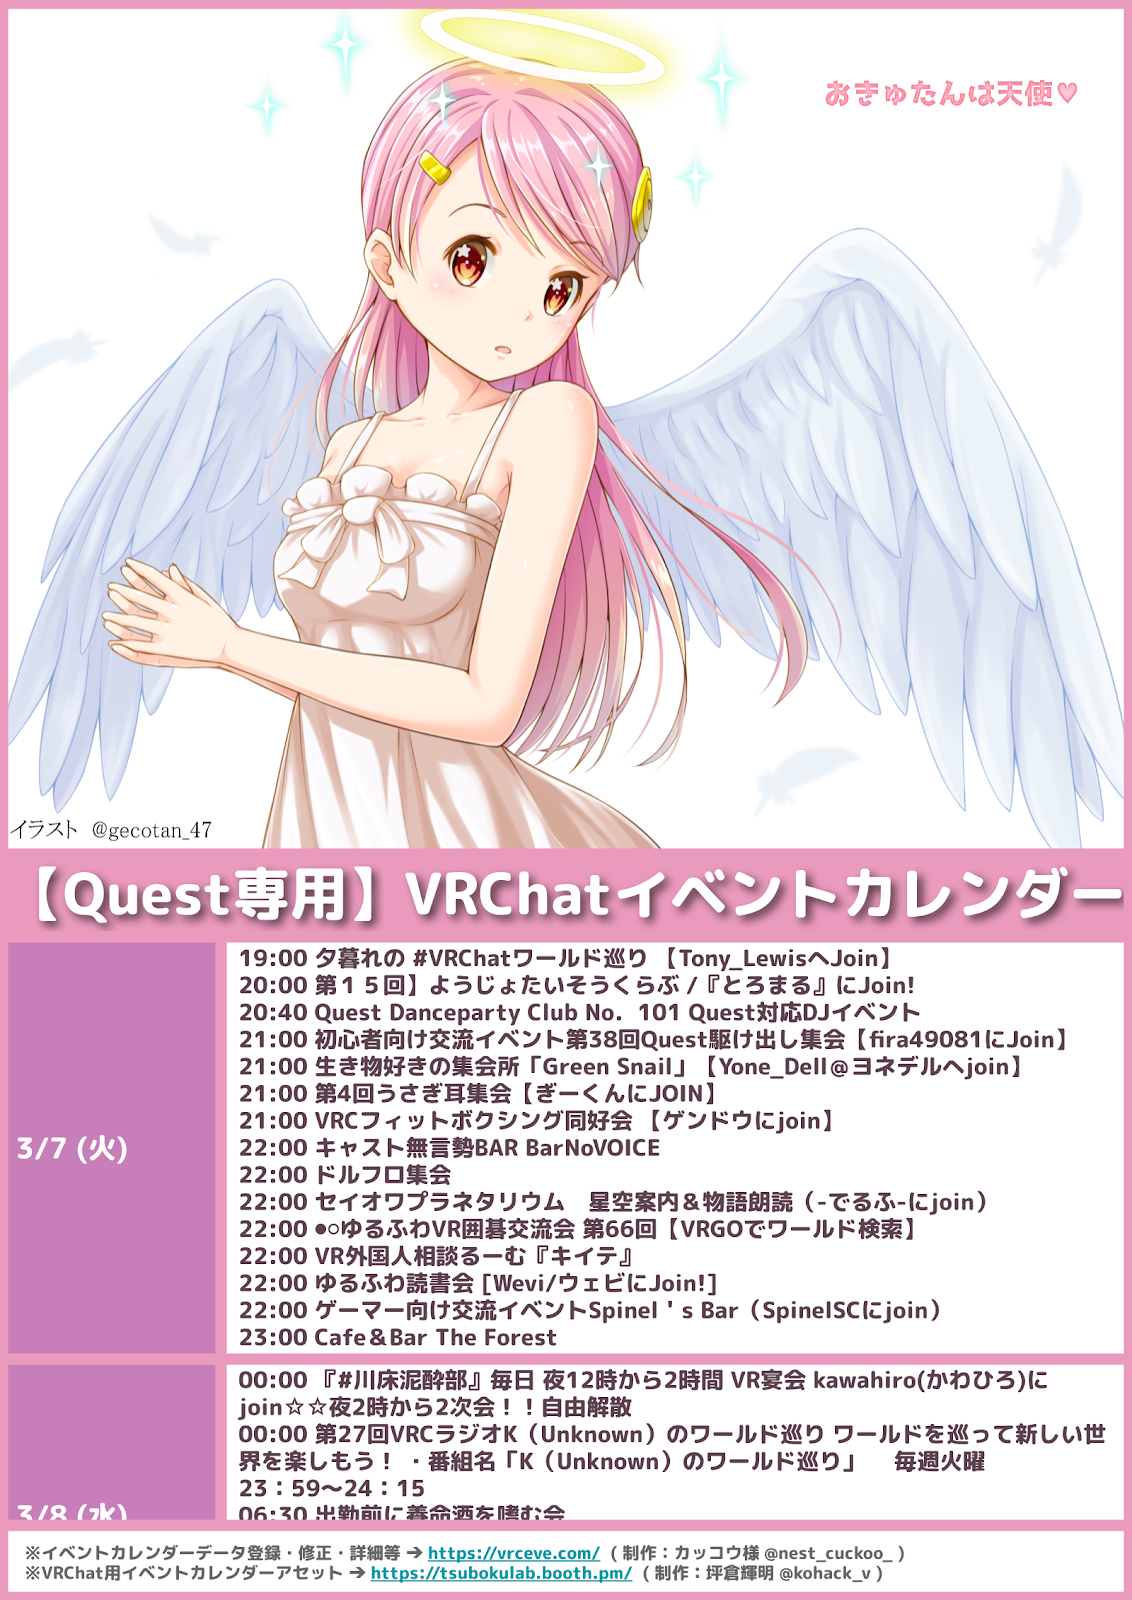 おきゅたんは天使♥
イラスト @gecotan_47
【Quest専用】VRChatイベントカレンダー
3/7 (火)
19:00 夕暮れの #VRChatワールド巡り 【Tony_LewisへJoin】
20:00 第１５回】ようじょたいそうくらぶ /『とろまる』にJoin!
20:40 Quest Danceparty Club No．101 Quest対応DJイベント
21:00 初心者向け交流イベント第38回Quest駆け出し集会【fira49081にJoin】
21:00 生き物好きの集会所「Green Snail」【Yone_Dell＠ヨネデルへjoin】
21:00 第4回うさぎ耳集会【ぎーくんにJOIN】
21:00 VRCフィットボクシング同好会 【ゲンドウにjoin】
22:00 キャスト無言勢BAR BarNoVOICE
22:00 ドルフロ集会
22:00 セイオワプラネタリウム　星空案内＆物語朗読（-でるふ-にjoin）
22:00 ●○ゆるふわVR囲碁交流会 第66回【VRGOでワールド検索】
22:00 VR外国人相談るーむ『キイテ』
22:00 ゆるふわ読書会 [Wevi/ウェビにJoin!]
22:00 ゲーマー向け交流イベントSpinel＇s Bar（SpinelSCにjoin）
23:00 Cafe＆Bar The Forest
3/8 (水)
00:00 『#川床泥酔部』毎日 夜12時から2時間 VR宴会 kawahiro(かわひろ)に
join☆☆夜2時から2次会！！自由解散
00:00 第27回VRCラジオK（Unknown）のワールド巡り ワールドを巡って新しい世
界を楽しもう！ ・番組名「K（Unknown）のワールド巡り」　毎週火曜
23：59〜24：15
06:30 出勤前に養命酒を嗜む会
※イベントカレンダーデータ登録・修正・詳細等 ➔ https://vrceve.com/ ( 制作：カッコウ様 @nest_cuckoo_ )
※VRChat用イベントカレンダーアセット ➔ https://tsubokulab.booth.pm/ ( 制作：坪倉輝明 @kohack_v )